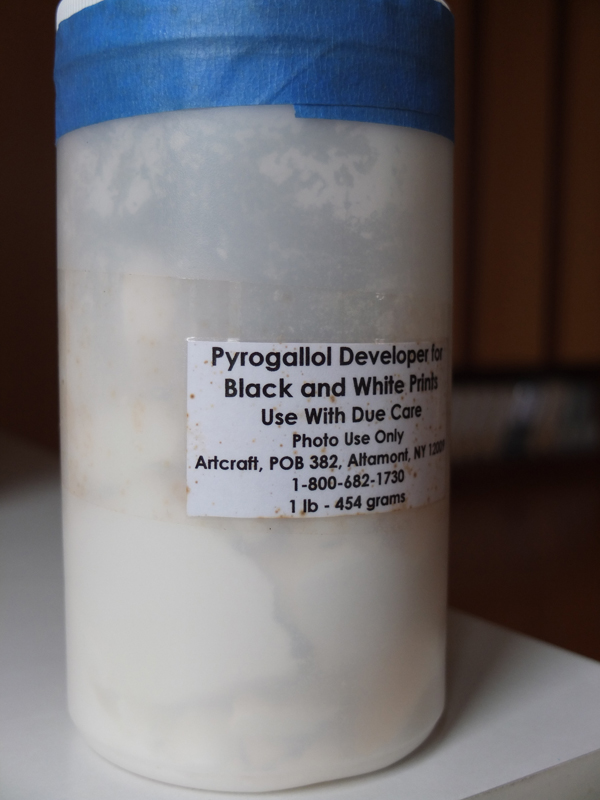 Pyrogallol Developer for
Black and White Prints
Use With Due Care
Photo Use Only
Artcraft, POB 382, Altamont, NY 12009
1-800-682-1730
1 lb - 454 grams